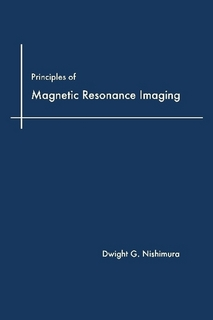 Principles of
Magnetic Resonance Imaging
Dwight G. Nishimura